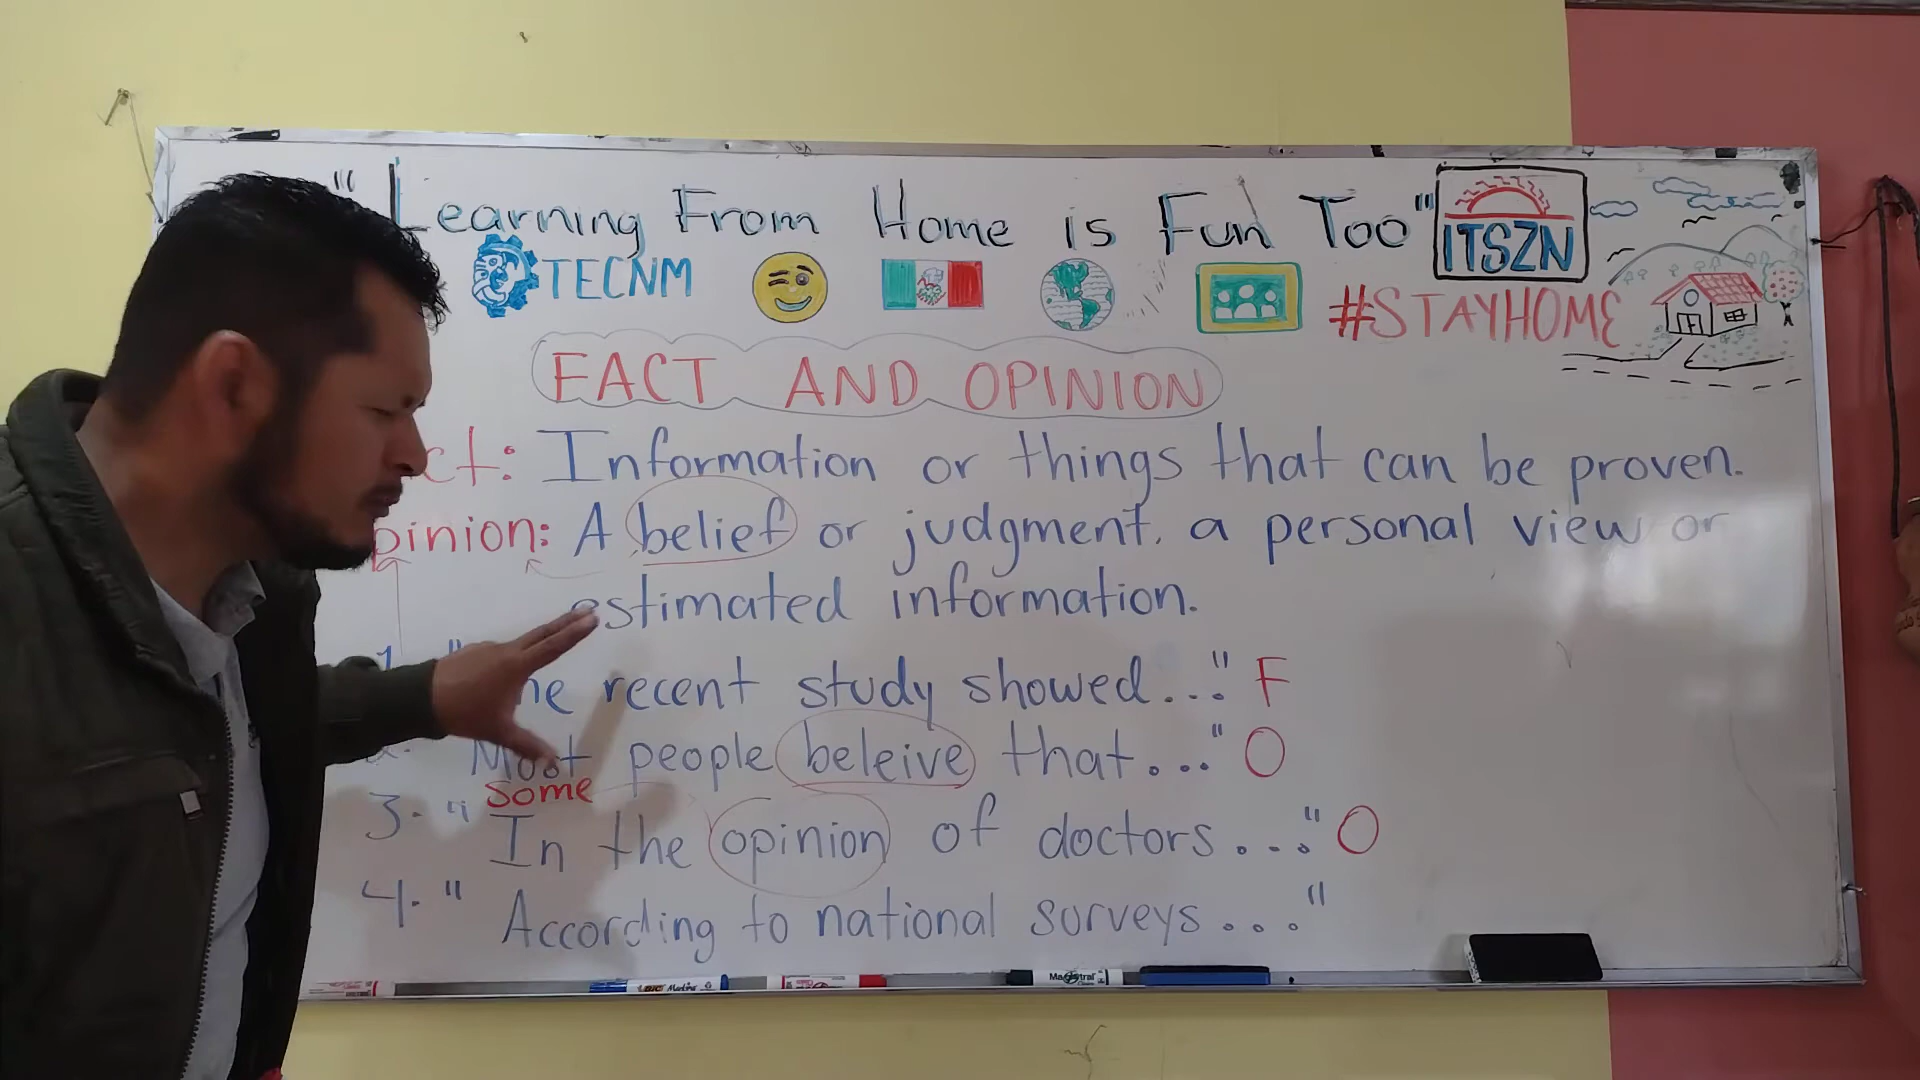 "Learning From Home is Fun Too"
ITSZN
TECNM
#STAYHOME
FACT AND OPINION
ct: Information or things that can be proven.
pinion: A belief or judgment, a personal view or
estimated information.
1. "he recent study showed..." F
Most people beleive that..." O
some
3. "In the opinion of doctors..." O
4. "According to national surveys..."